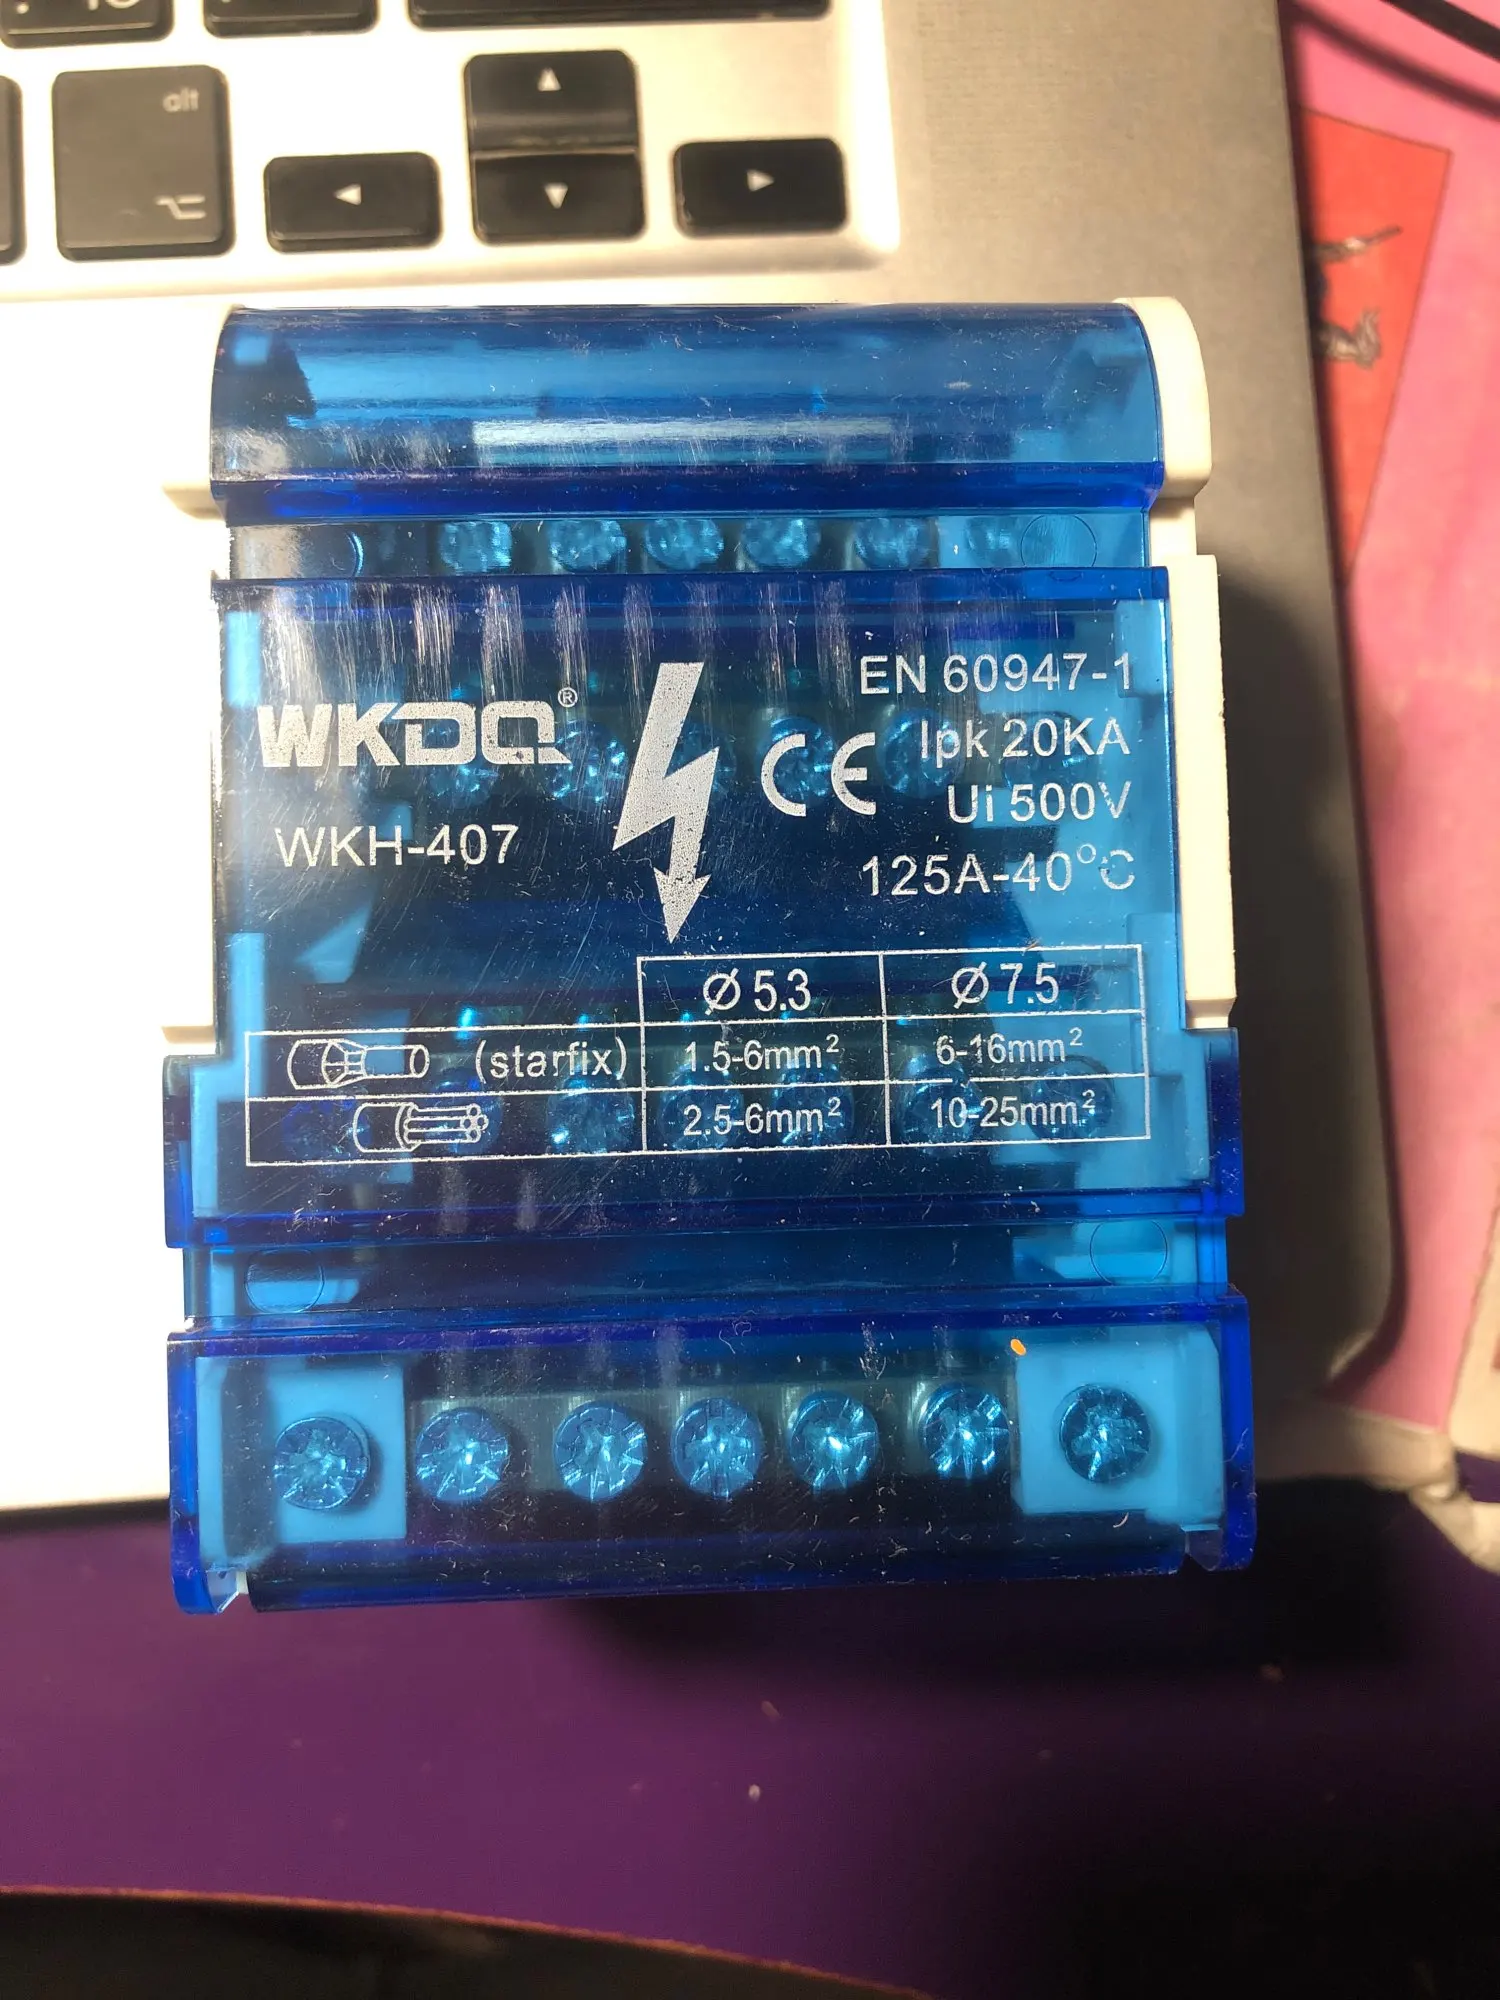 alt
WKDQ®
WKH-407
CE
EN 60947-1
Ipk 20KA
Ui 500V
125A-40°C
Ø5.3 Ø7.5
(starfix) 1.5-6mm² 6-16mm²
2.5-6mm² 10-25mm²